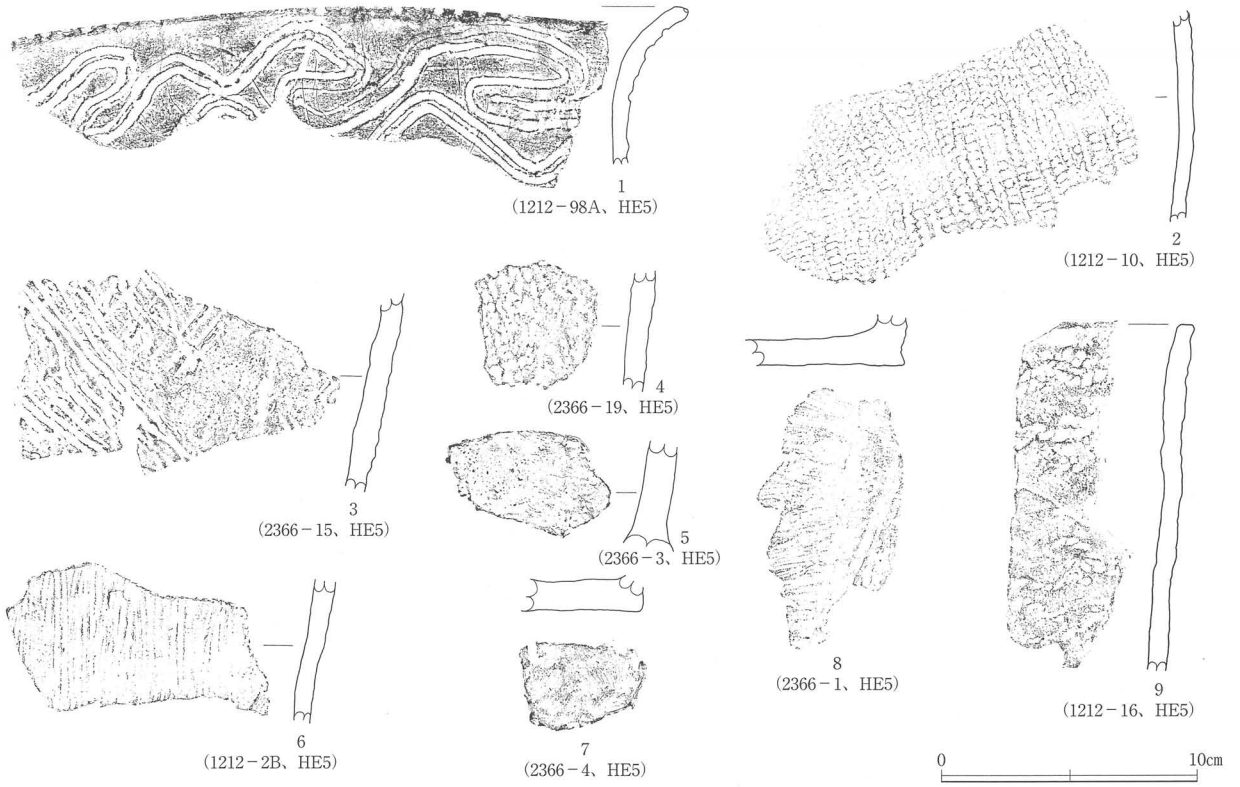 1
(1212−98A、HE5)
2
(1212−10、HE5)
3
(2366−15、HE5)
4
(2366−19、HE5)
5
(2366−3、HE5)
6
(1212−2B、HE5)
7
(2366−4、HE5)
8
(2366−1、HE5)
9
(1212−16、HE5)
0 10cm